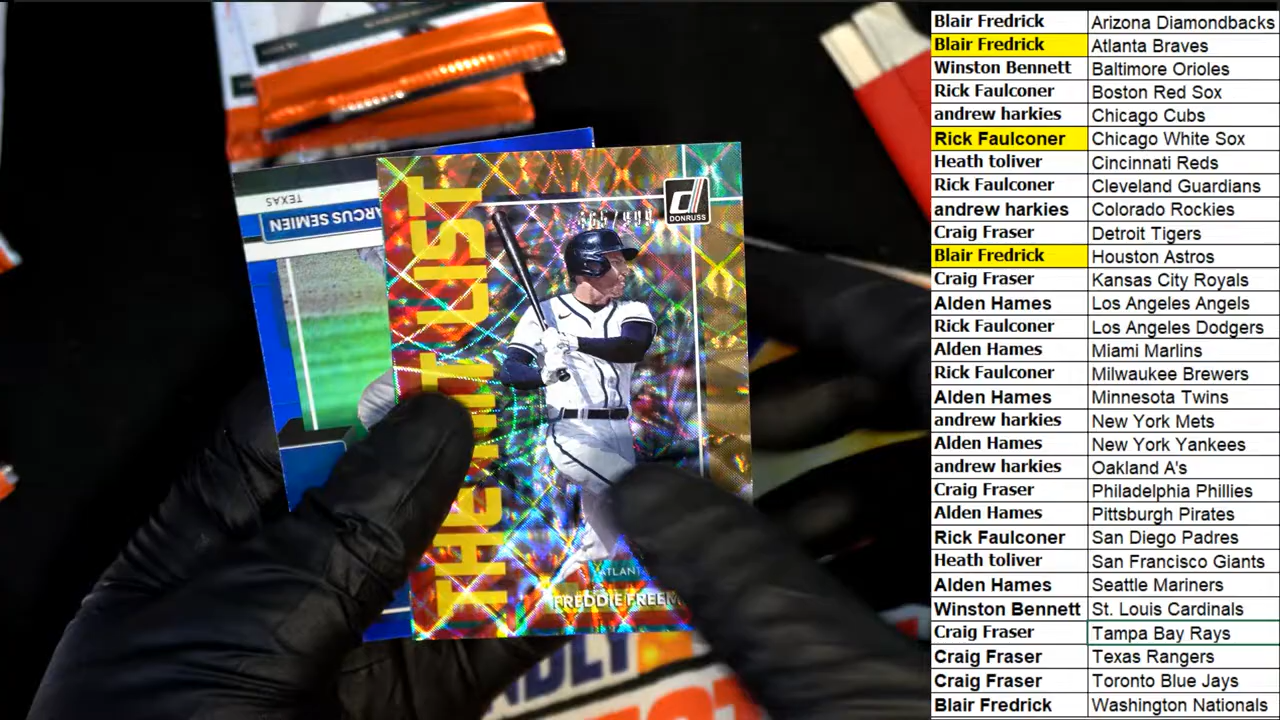 TEXAS
MARCUS SEMIEN
THE HIT LIST
DONRUSS
ATLANT
FREDDIE FREEM
Blair Fredrick Arizona Diamondbacks
Blair Fredrick Atlanta Braves
Winston Bennett Baltimore Orioles
Rick Faulconer Boston Red Sox
andrew harkies Chicago Cubs
Rick Faulconer Chicago White Sox
Heath toliver Cincinnati Reds
Rick Faulconer Cleveland Guardians
andrew harkies Colorado Rockies
Craig Fraser Detroit Tigers
Blair Fredrick Houston Astros
Craig Fraser Kansas City Royals
Alden Hames Los Angeles Angels
Rick Faulconer Los Angeles Dodgers
Alden Hames Miami Marlins
Rick Faulconer Milwaukee Brewers
Alden Hames Minnesota Twins
andrew harkies New York Mets
Alden Hames New York Yankees
andrew harkies Oakland A's
Craig Fraser Philadelphia Phillies
Alden Hames Pittsburgh Pirates
Rick Faulconer San Diego Padres
Heath toliver San Francisco Giants
Alden Hames Seattle Mariners
Winston Bennett St. Louis Cardinals
Craig Fraser Tampa Bay Rays
Craig Fraser Texas Rangers
Craig Fraser Toronto Blue Jays
Blair Fredrick Washington Nationals